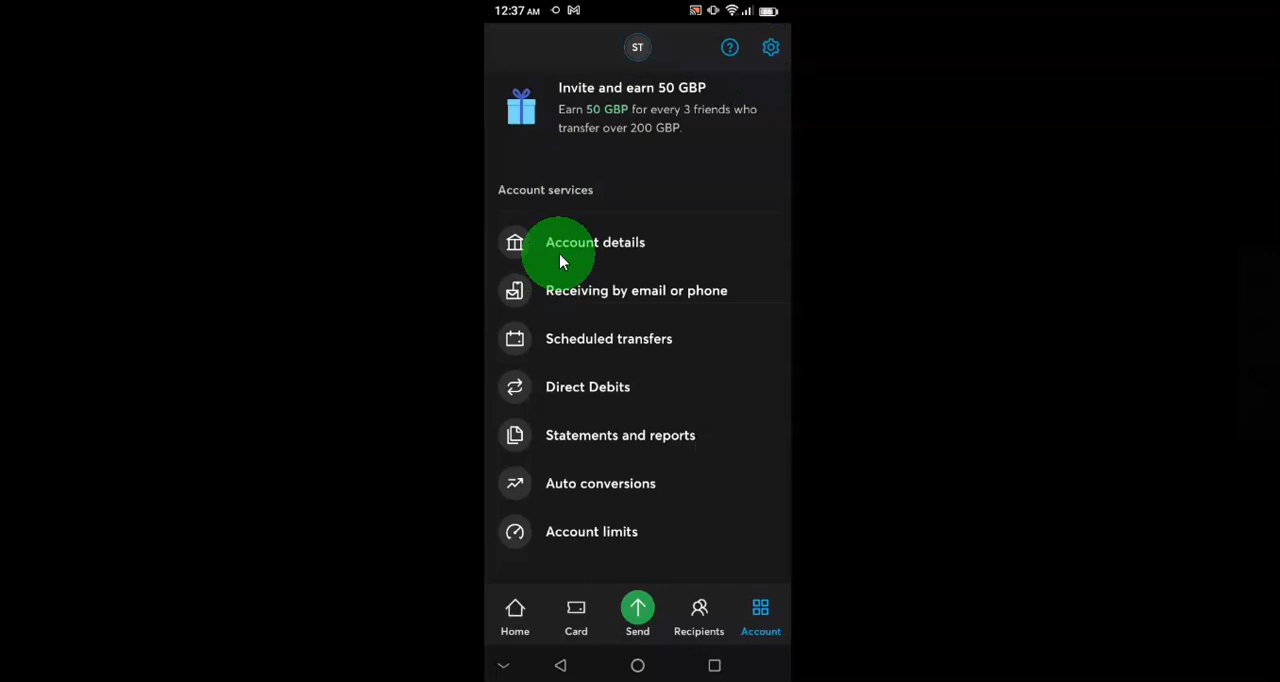 12:37 AM
ST
?
Invite and earn 50 GBP
Earn 50 GBP for every 3 friends who
transfer over 200 GBP.
Account services
Account details
Receiving by email or phone
Scheduled transfers
Direct Debits
Statements and reports
Auto conversions
Account limits
Home Card Send Recipients Account